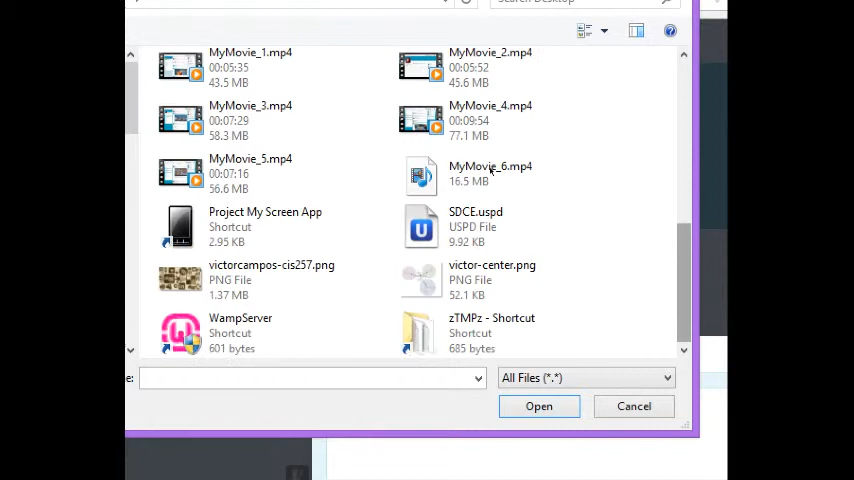 Search Desktop
MyMovie_1.mp4
00:05:35
43.5 MB
MyMovie_2.mp4
00:05:52
45.6 MB
MyMovie_3.mp4
00:07:29
58.3 MB
MyMovie_4.mp4
00:09:54
77.1 MB
MyMovie_5.mp4
00:07:16
56.6 MB
MyMovie_6.mp4
16.5 MB
Project My Screen App
Shortcut
2.95 KB
SDCE.uspd
USPD File
9.92 KB
victorcampos-cis257.png
PNG File
1.37 MB
victor-center.png
PNG File
52.1 KB
WampServer
Shortcut
601 bytes
zTMPz - Shortcut
Shortcut
685 bytes
e:
All Files (*.*)
Open
Cancel